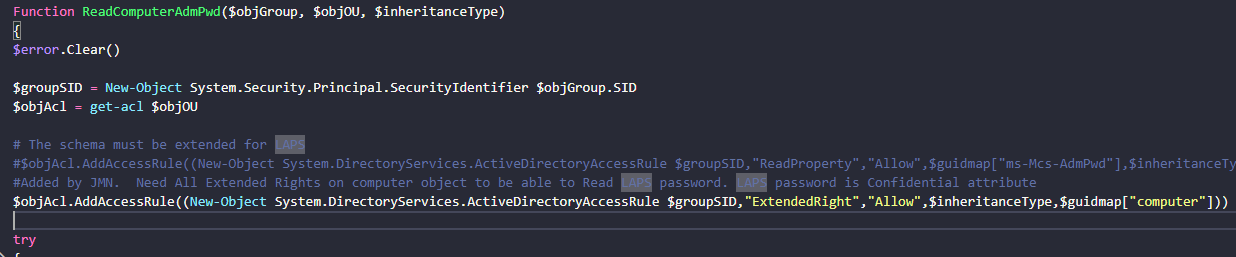 Function ReadComputerAdmPwd($objGroup, $objOU, $inheritanceType)
{
$error.Clear()
$groupSID = New-Object System.Security.Principal.SecurityIdentifier $objGroup.SID
$objAcl = get-acl $objOU
# The schema must be extended for LAPS
#$objAcl.AddAccessRule((New-Object System.DirectoryServices.ActiveDirectoryAccessRule $groupSID,"ReadProperty","Allow",$guidmap["ms-Mcs-AdmPwd"],$inheritanceTy
#Added by JMN.  Need All Extended Rights on computer object to be able to Read LAPS password. LAPS password is Confidential attribute
$objAcl.AddAccessRule((New-Object System.DirectoryServices.ActiveDirectoryAccessRule $groupSID,"ExtendedRight","Allow",$inheritanceType,$guidmap["computer"]))
try